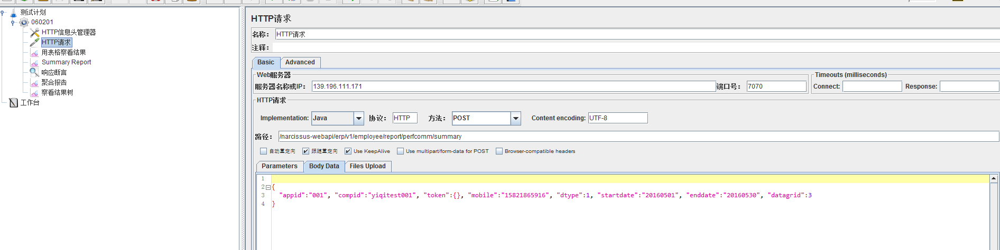 测试计划
060201
HTTP信息头管理器
HTTP请求
用表格察看结果
Summary Report
响应断言
聚合报告
察看结果树
工作台
HTTP请求
名称： HTTP请求
注释：
Basic Advanced
Web服务器
服务器名称或IP： 139.196.111.171 端口号： 7070
Timeouts (milliseconds)
Connect: Response:
HTTP请求
Implementation: Java 协议： HTTP 方法： POST Content encoding: UTF-8
路径： /narcissus-webapi/erp/v1/employee/report/perfcomm/summary
自动重定向 跟随重定向 Use KeepAlive Use multipart/form-data for POST Browser-compatible headers
Parameters Body Data Files Upload
1
2 {
3 "appid":"001", "compid":"yiqitest001", "token":{}, "mobile":"15821865916", "dtype":1, "startdate":"20160501", "enddate":"20160530", "datagrid":3
4 }